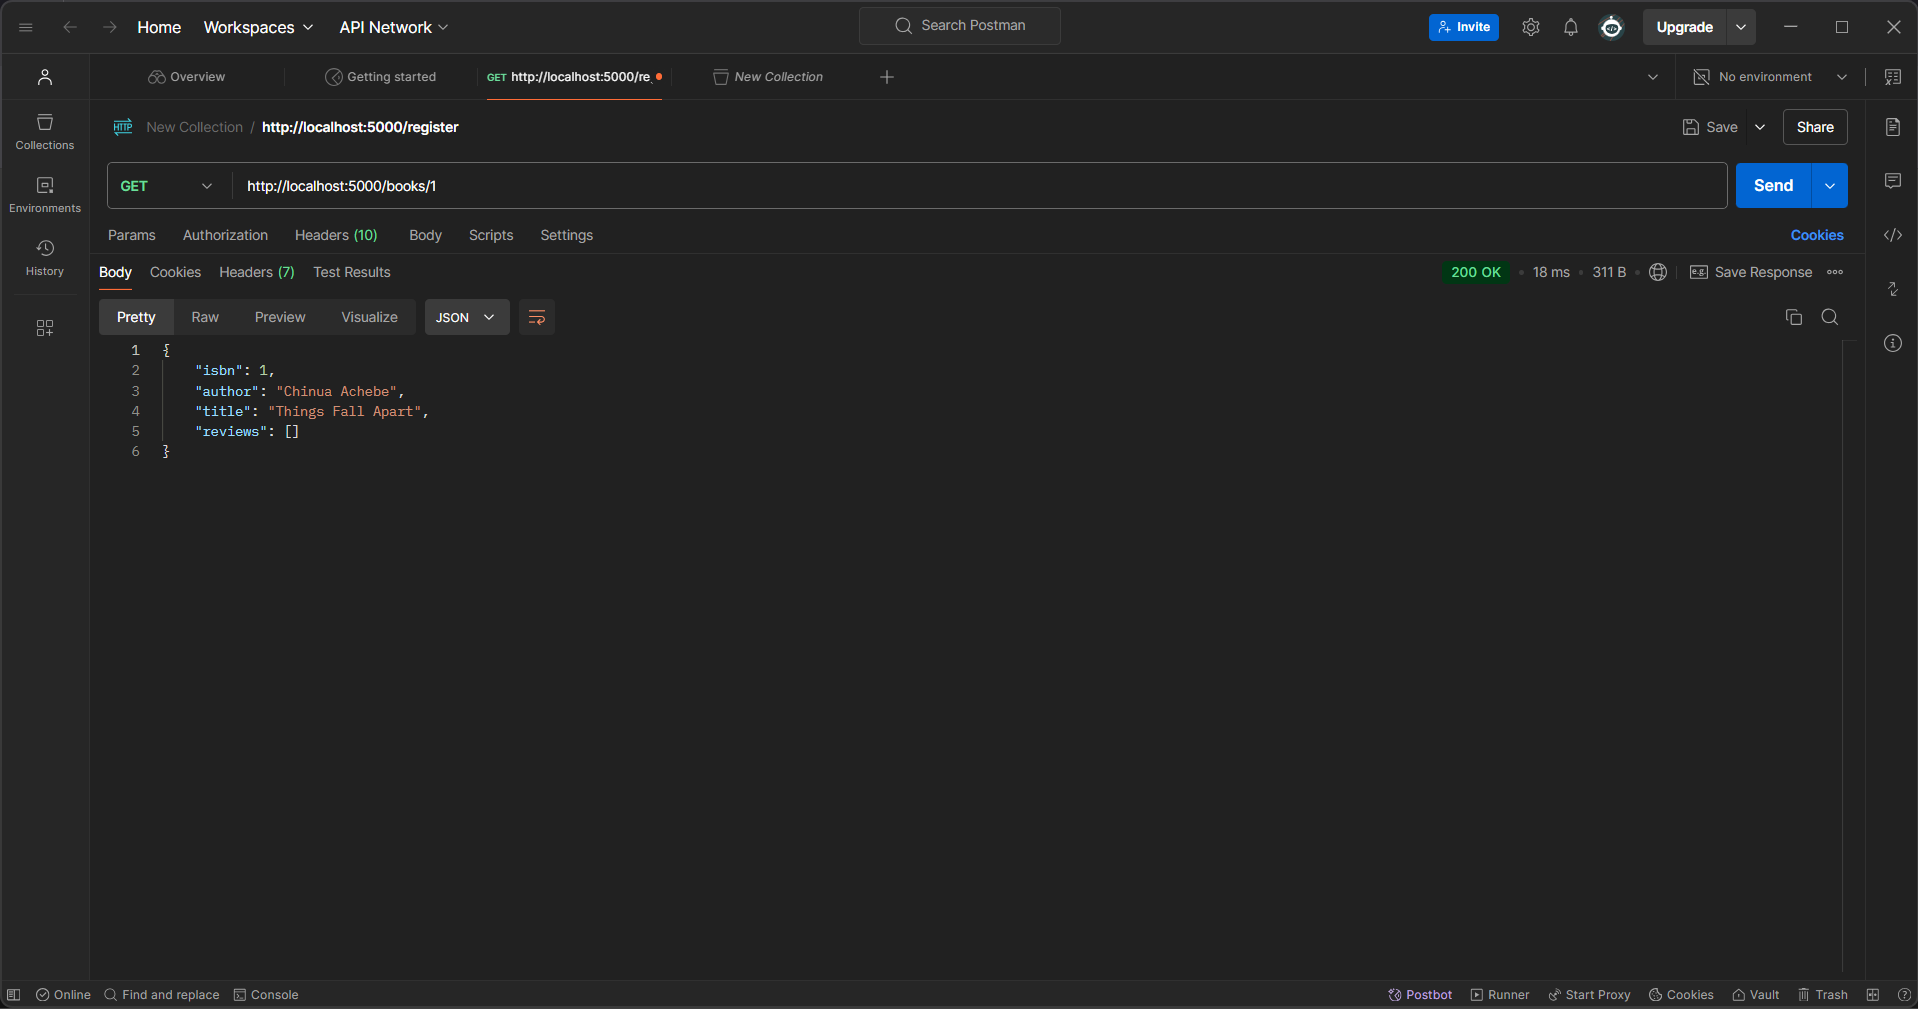 Home Workspaces API Network Search Postman Invite Upgrade
Overview Getting started GET http://localhost:5000/re New Collection No environment
Collections
Environments
History
HTTP New Collection / http://localhost:5000/register Save Share
GET http://localhost:5000/books/1 Send
Params Authorization Headers (10) Body Scripts Settings Cookies
Body Cookies Headers (7) Test Results 200 OK 18 ms 311 B e.g. Save Response
Pretty Raw Preview Visualize JSON
1 {
2 "isbn": 1,
3 "author": "Chinua Achebe",
4 "title": "Things Fall Apart",
5 "reviews": []
6 }
Online Find and replace Console Postbot Runner Start Proxy Cookies Vault Trash